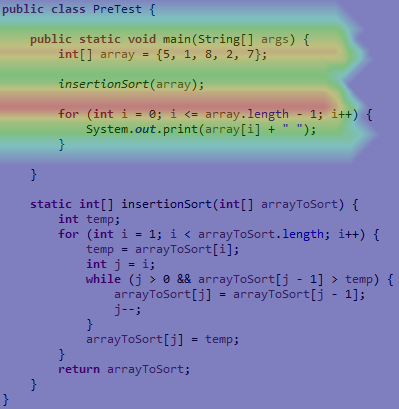 public class PreTest {
public static void main(String[] args) {
int[] array = {5, 1, 8, 2, 7};
insertionSort(array);
for (int i = 0; i <= array.length - 1; i++) {
System.out.print(array[i] + " ");
}
}
static int[] insertionSort(int[] arrayToSort) {
int temp;
for (int i = 1; i < arrayToSort.length; i++) {
temp = arrayToSort[i];
int j = i;
while (j > 0 && arrayToSort[j - 1] > temp) {
arrayToSort[j] = arrayToSort[j - 1];
j--;
}
arrayToSort[j] = temp;
}
return arrayToSort;
}
}